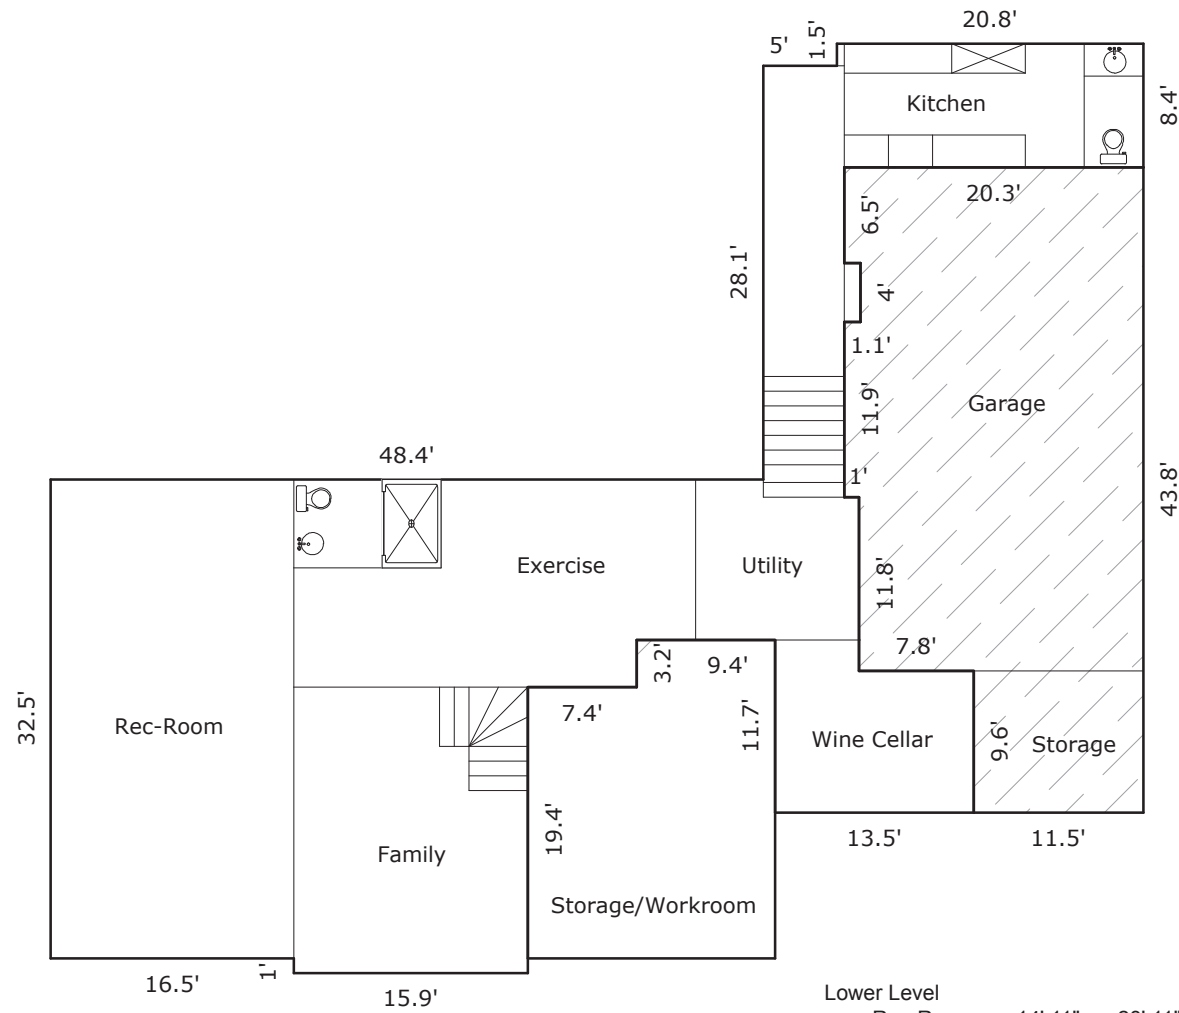 20.8'
5'
1.5'
Kitchen
8.4'
20.3'
6.5'
28.1'
4'
1.1'
11.9'
Garage
48.4'
1'
43.8'
Exercise
Utility
11.8'
7.8'
3.2'
9.4'
32.5'
Rec-Room
7.4'
11.7'
Wine Cellar
9.6'
Storage
19.4'
Family
13.5'
11.5'
Storage/Workroom
1'
16.5'
15.9'
Lower Level